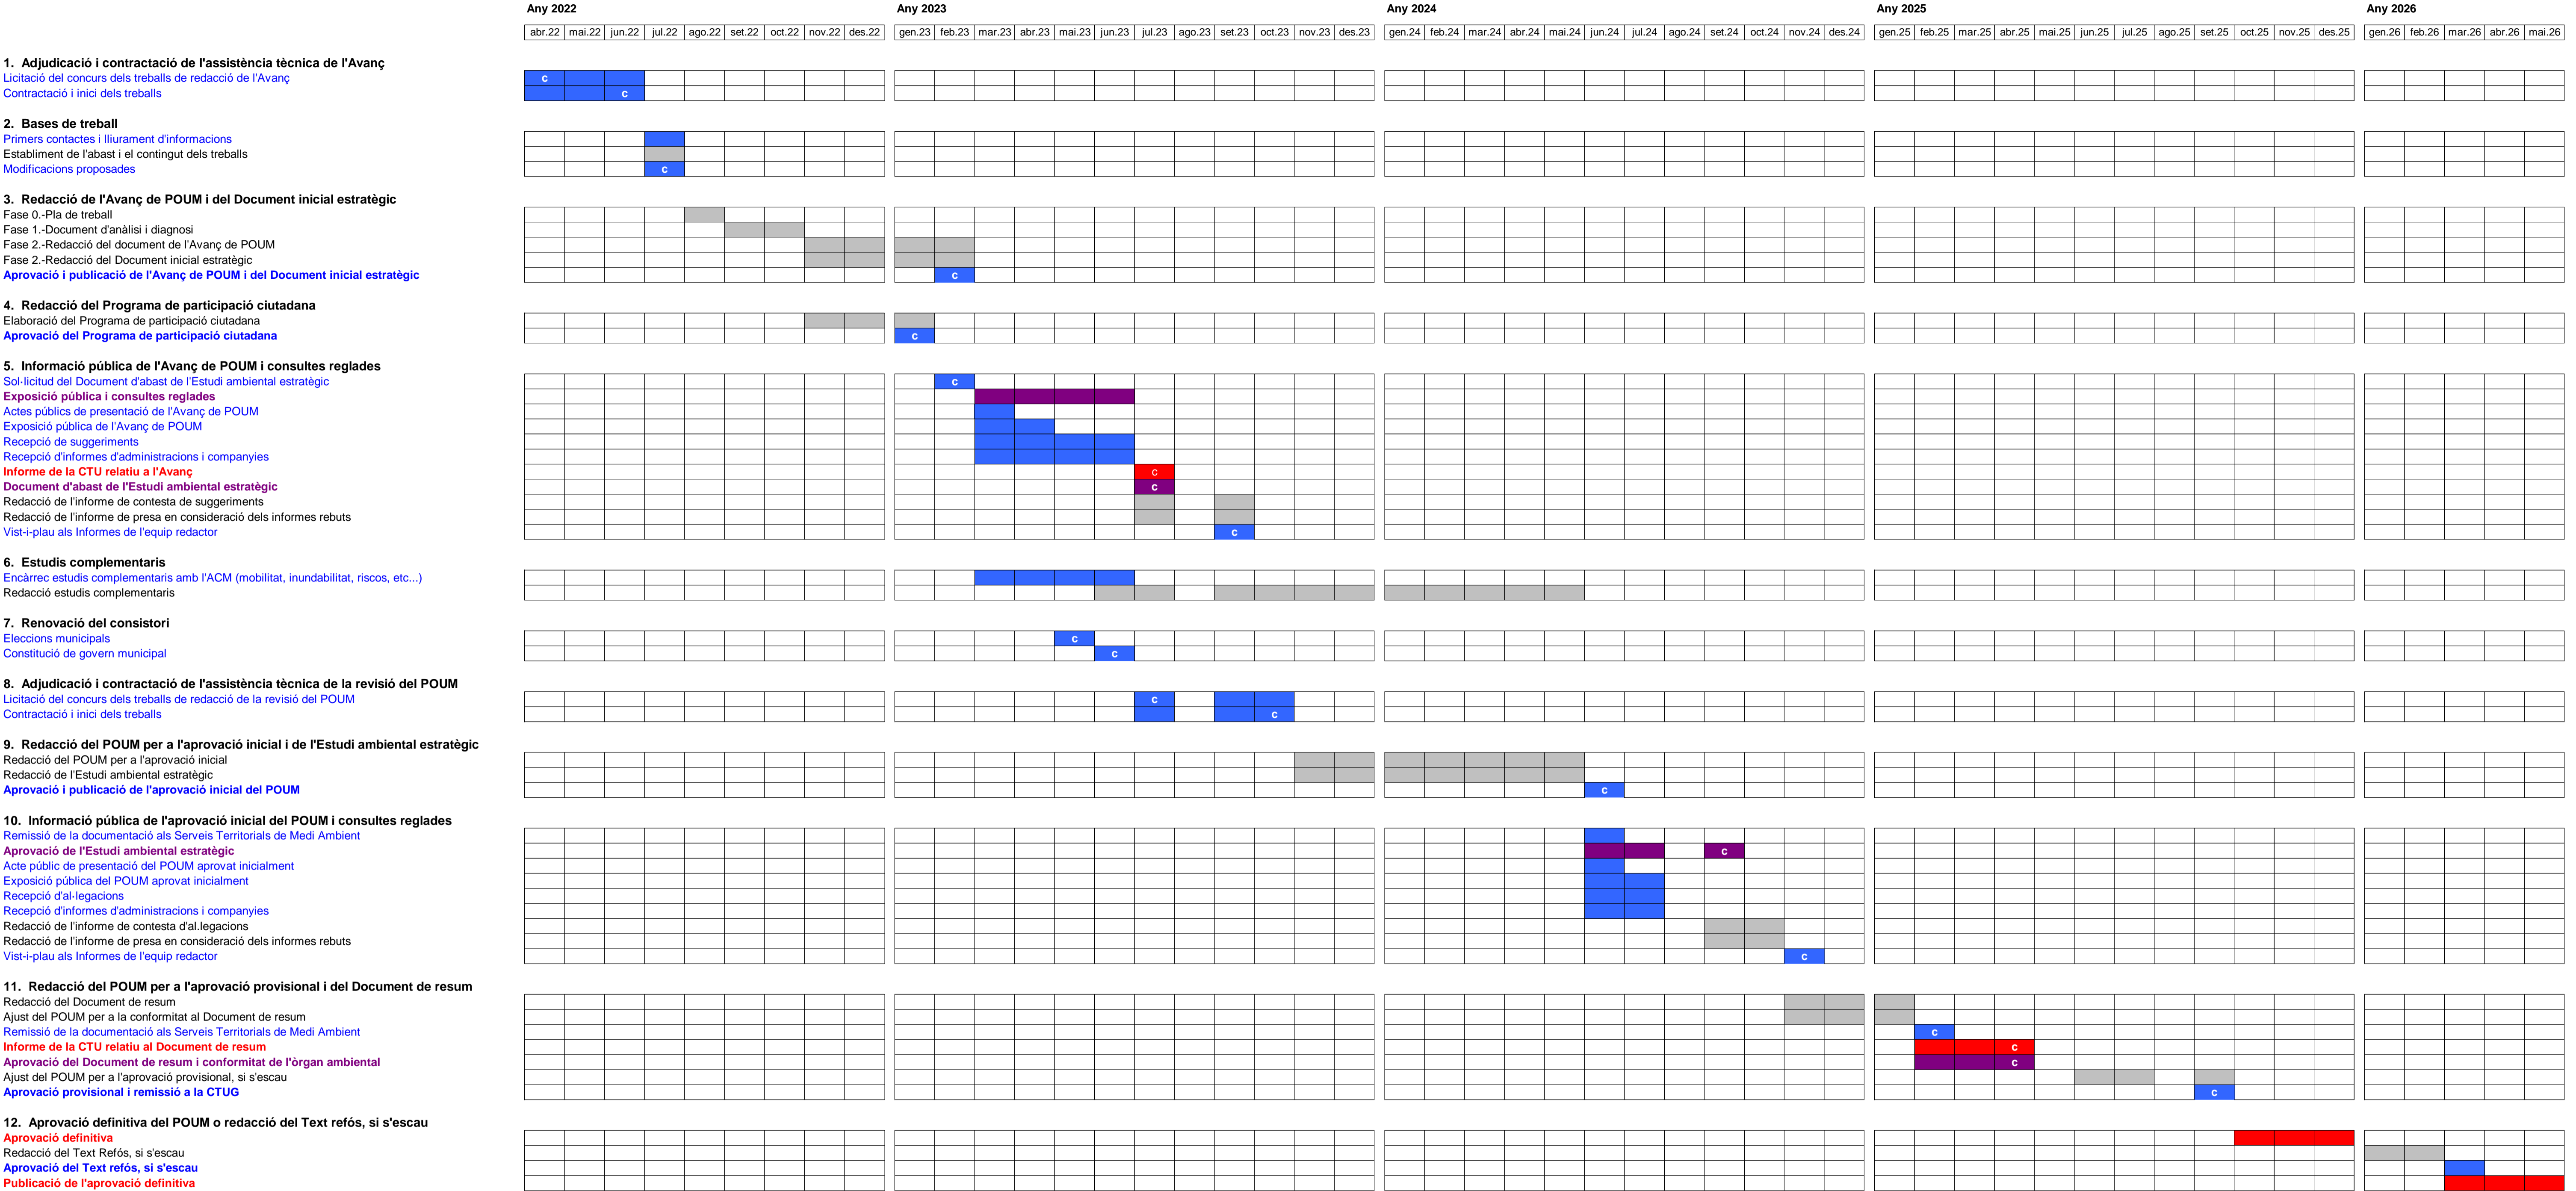 Any 2022 Any 2023 Any 2024 Any 2025 Any 2026
abr.22 mai.22 jun.22 jul.22 ago.22 set.22 oct.22 nov.22 des.22 gen.23 feb.23 mar.23 abr.23 mai.23 jun.23 jul.23 ago.23 set.23 oct.23 nov.23 des.23 gen.24 feb.24 mar.24 abr.24 mai.24 jun.24 jul.24 ago.24 set.24 oct.24 nov.24 des.24 gen.25 feb.25 mar.25 abr.25 mai.25 jun.25 jul.25 ago.25 set.25 oct.25 nov.25 des.25 gen.26 feb.26 mar.26 abr.26 mai.26
1. Adjudicació i contractació de l'assistència tècnica de l'Avanç
Licitació del concurs dels treballs de redacció de l'Avanç c
Contractació i inici dels treballs c
2. Bases de treball
Primers contactes i lliurament d'informacions
Establiment de l'abast i el contingut dels treballs
Modificacions proposades c
3. Redacció de l'Avanç de POUM i del Document inicial estratègic
Fase 0.-Pla de treball
Fase 1.-Document d'anàlisi i diagnosi
Fase 2.-Redacció del document de l'Avanç de POUM
Fase 2.-Redacció del Document inicial estratègic
Aprovació i publicació de l'Avanç de POUM i del Document inicial estratègic c
4. Redacció del Programa de participació ciutadana
Elaboració del Programa de participació ciutadana
Aprovació del Programa de participació ciutadana c
5. Informació pública de l'Avanç de POUM i consultes reglades
Sol·licitud del Document d'abast de l'Estudi ambiental estratègic c
Exposició pública i consultes reglades
Actes públics de presentació de l'Avanç de POUM
Exposició pública de l'Avanç de POUM
Recepció de suggeriments
Recepció d'informes d'administracions i companyies
Informe de la CTU relatiu a l'Avanç c
Document d'abast de l'Estudi ambiental estratègic c
Redacció de l'informe de contesta de suggeriments
Redacció de l'informe de presa en consideració dels informes rebuts
Vist-i-plau als Informes de l'equip redactor c
6. Estudis complementaris
Encàrrec estudis complementaris amb l'ACM (mobilitat, inundabilitat, riscos, etc...)
Redacció estudis complementaris
7. Renovació del consistori
Eleccions municipals c
Constitució de govern municipal c
8. Adjudicació i contractació de l'assistència tècnica de la revisió del POUM
Licitació del concurs dels treballs de redacció de la revisió del POUM c
Contractació i inici dels treballs c
9. Redacció del POUM per a l'aprovació inicial i de l'Estudi ambiental estratègic
Redacció del POUM per a l'aprovació inicial
Redacció de l'Estudi ambiental estratègic
Aprovació i publicació de l'aprovació inicial del POUM c
10. Informació pública de l'aprovació inicial del POUM i consultes reglades
Remissió de la documentació als Serveis Territorials de Medi Ambient
Aprovació de l'Estudi ambiental estratègic c
Acte públic de presentació del POUM aprovat inicialment
Exposició pública del POUM aprovat inicialment
Recepció d'al·legacions
Recepció d'informes d'administracions i companyies
Redacció de l'informe de contesta d'al.legacions
Redacció de l'informe de presa en consideració dels informes rebuts
Vist-i-plau als Informes de l'equip redactor c
11. Redacció del POUM per a l'aprovació provisional i del Document de resum
Redacció del Document de resum
Ajust del POUM per a la conformitat al Document de resum
Remissió de la documentació als Serveis Territorials de Medi Ambient c
Informe de la CTU relatiu al Document de resum c
Aprovació del Document de resum i conformitat de l'òrgan ambiental c
Ajust del POUM per a l'aprovació provisional, si s'escau
Aprovació provisional i remissió a la CTUG c
12. Aprovació definitiva del POUM o redacció del Text refós, si s'escau
Aprovació definitiva
Redacció del Text Refós, si s'escau
Aprovació del Text refós, si s'escau
Publicació de l'aprovació definitiva